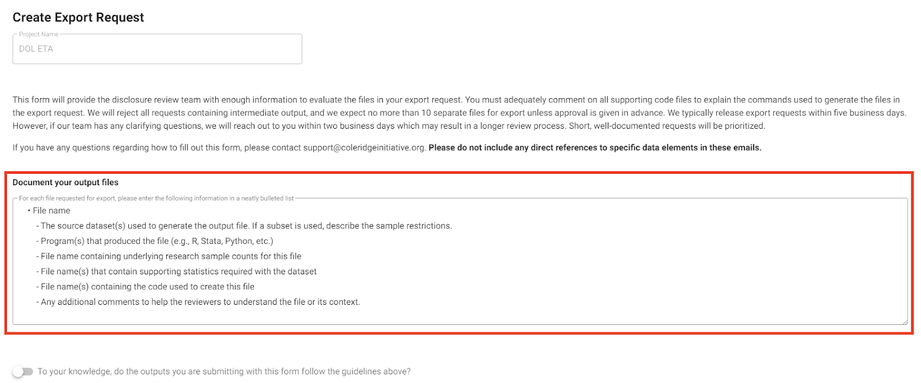 Create Export Request
Project Name
DOL ETA
This form will provide the disclosure review team with enough information to evaluate the files in your export request. You must adequately comment on all supporting code files to explain the commands used to generate the files in
the export request. We will reject all requests containing intermediate output, and we expect no more than 10 separate files for export unless approval is given in advance. We typically release export requests within five business days.
However, if our team has any clarifying questions, we will reach out to you within two business days which may result in a longer review process. Short, well-documented requests will be prioritized.
If you have any questions regarding how to fill out this form, please contact support@coleridgeinitiative.org. Please do not include any direct references to specific data elements in these emails.
Document your output files
For each file requested for export, please enter the following information in a neatly bulleted list
• File name
- The source dataset(s) used to generate the output file. If a subset is used, describe the sample restrictions.
- Program(s) that produced the file (e.g., R, Stata, Python, etc.)
- File name containing underlying research sample counts for this file
- File name(s) that contain supporting statistics required with the dataset
- File name(s) containing the code used to create this file
- Any additional comments to help the reviewers to understand the file or its context.
To your knowledge, do the outputs you are submitting with this form follow the guidelines above?